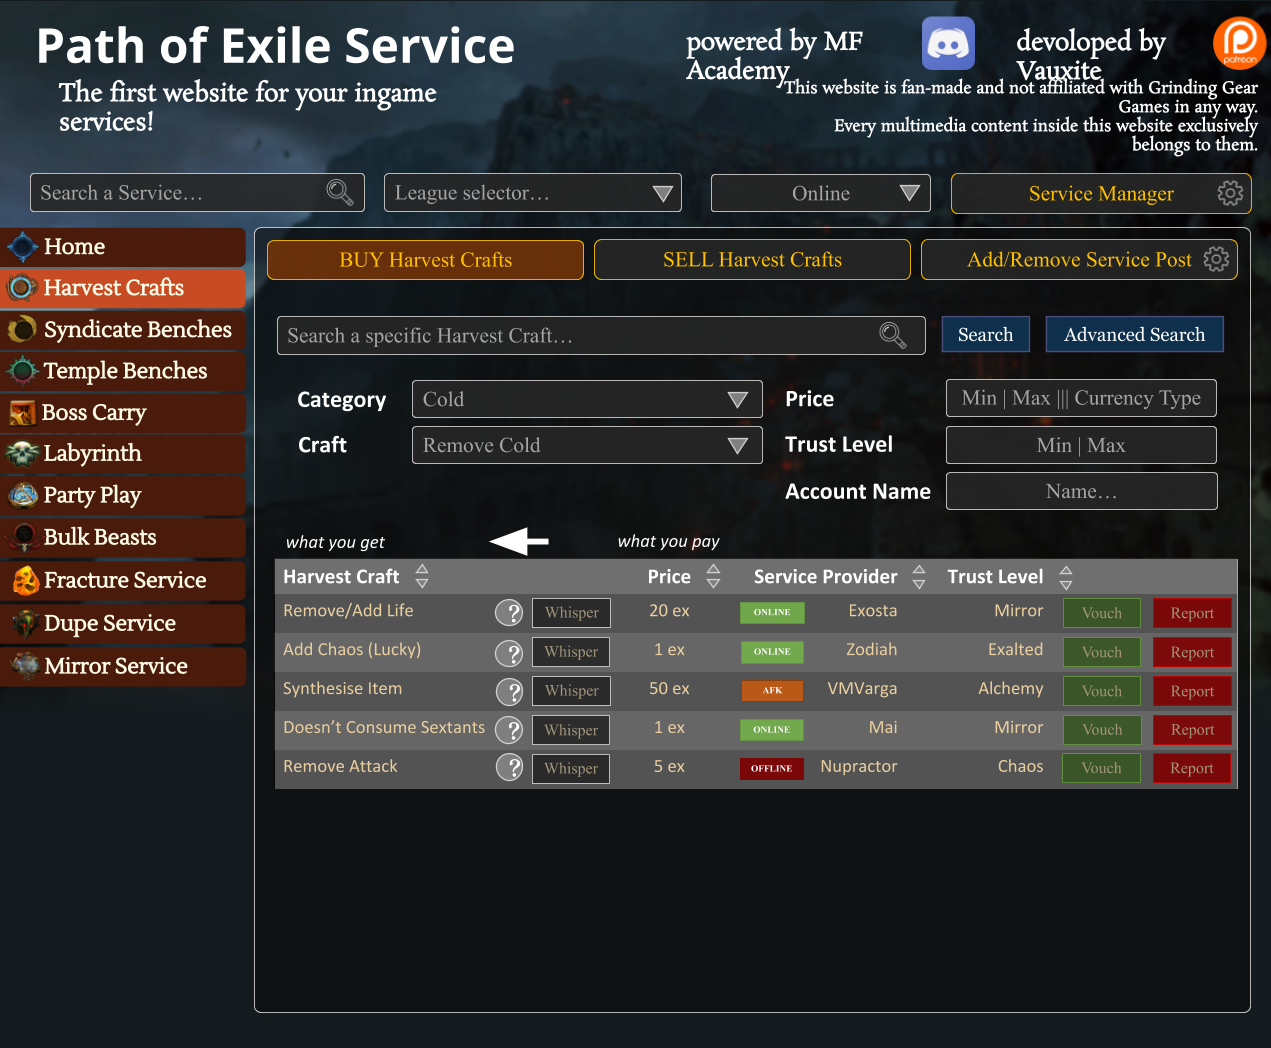 Path of Exile Service
The first website for your ingame
services!
powered by MF
Academy
devoloped by
Vauxite
patreon
This website is fan-made and not affiliated with Grinding Gear
Games in any way.
Every multimedia content inside this website exclusively
belongs to them.
Search a Service…
League selector…
Online
Service Manager
Home
Harvest Crafts
Syndicate Benches
Temple Benches
Boss Carry
Labyrinth
Party Play
Bulk Beasts
Fracture Service
Dupe Service
Mirror Service
BUY Harvest Crafts
SELL Harvest Crafts
Add/Remove Service Post
Search a specific Harvest Craft…
Search
Advanced Search
Category
Cold
Price
Min | Max ||| Currency Type
Craft
Remove Cold
Trust Level
Min | Max
Account Name
Name…
what you get
what you pay
Harvest Craft Price Service Provider Trust Level
Remove/Add Life ? Whisper 20 ex ONLINE Exosta Mirror Vouch Report
Add Chaos (Lucky) ? Whisper 1 ex ONLINE Zodiah Exalted Vouch Report
Synthesise Item ? Whisper 50 ex AFK VMVarga Alchemy Vouch Report
Doesn’t Consume Sextants ? Whisper 1 ex ONLINE Mai Mirror Vouch Report
Remove Attack ? Whisper 5 ex OFFLINE Nupractor Chaos Vouch Report